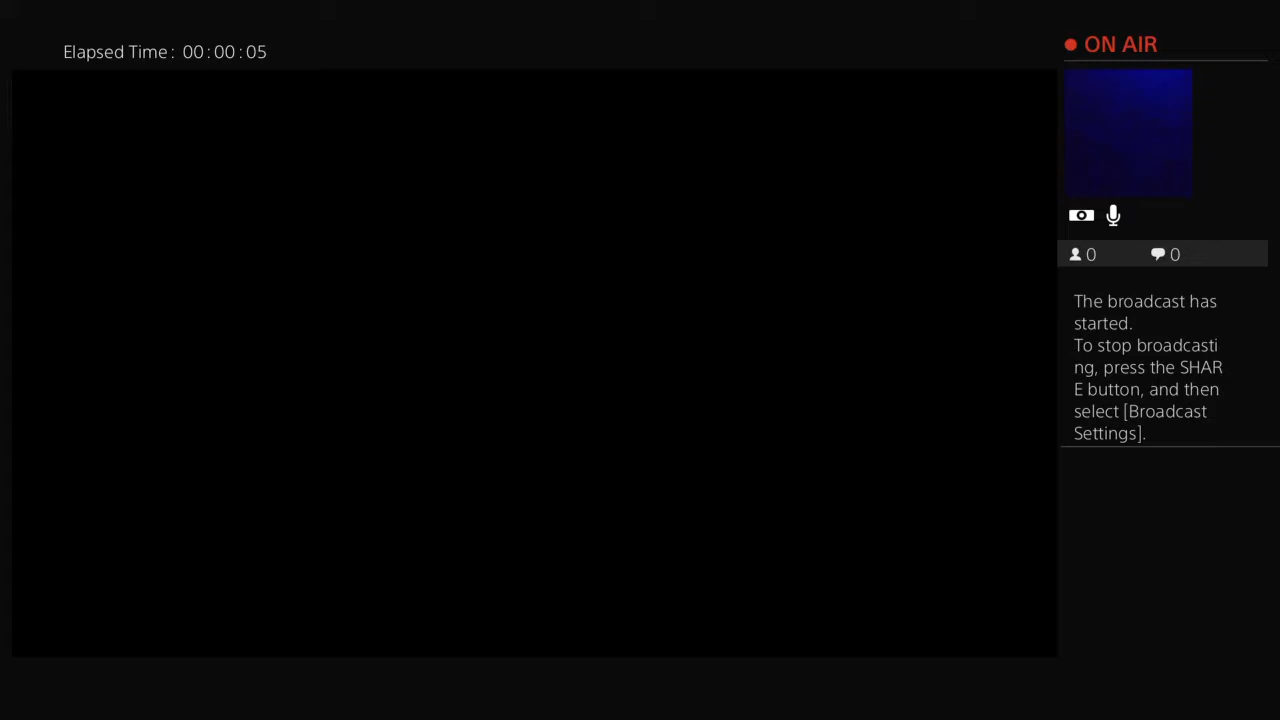 Elapsed Time: 00:00:05
ON AIR
0 0
The broadcast has
started.
To stop broadcasti
ng, press the SHAR
E button, and then
select [Broadcast
Settings].